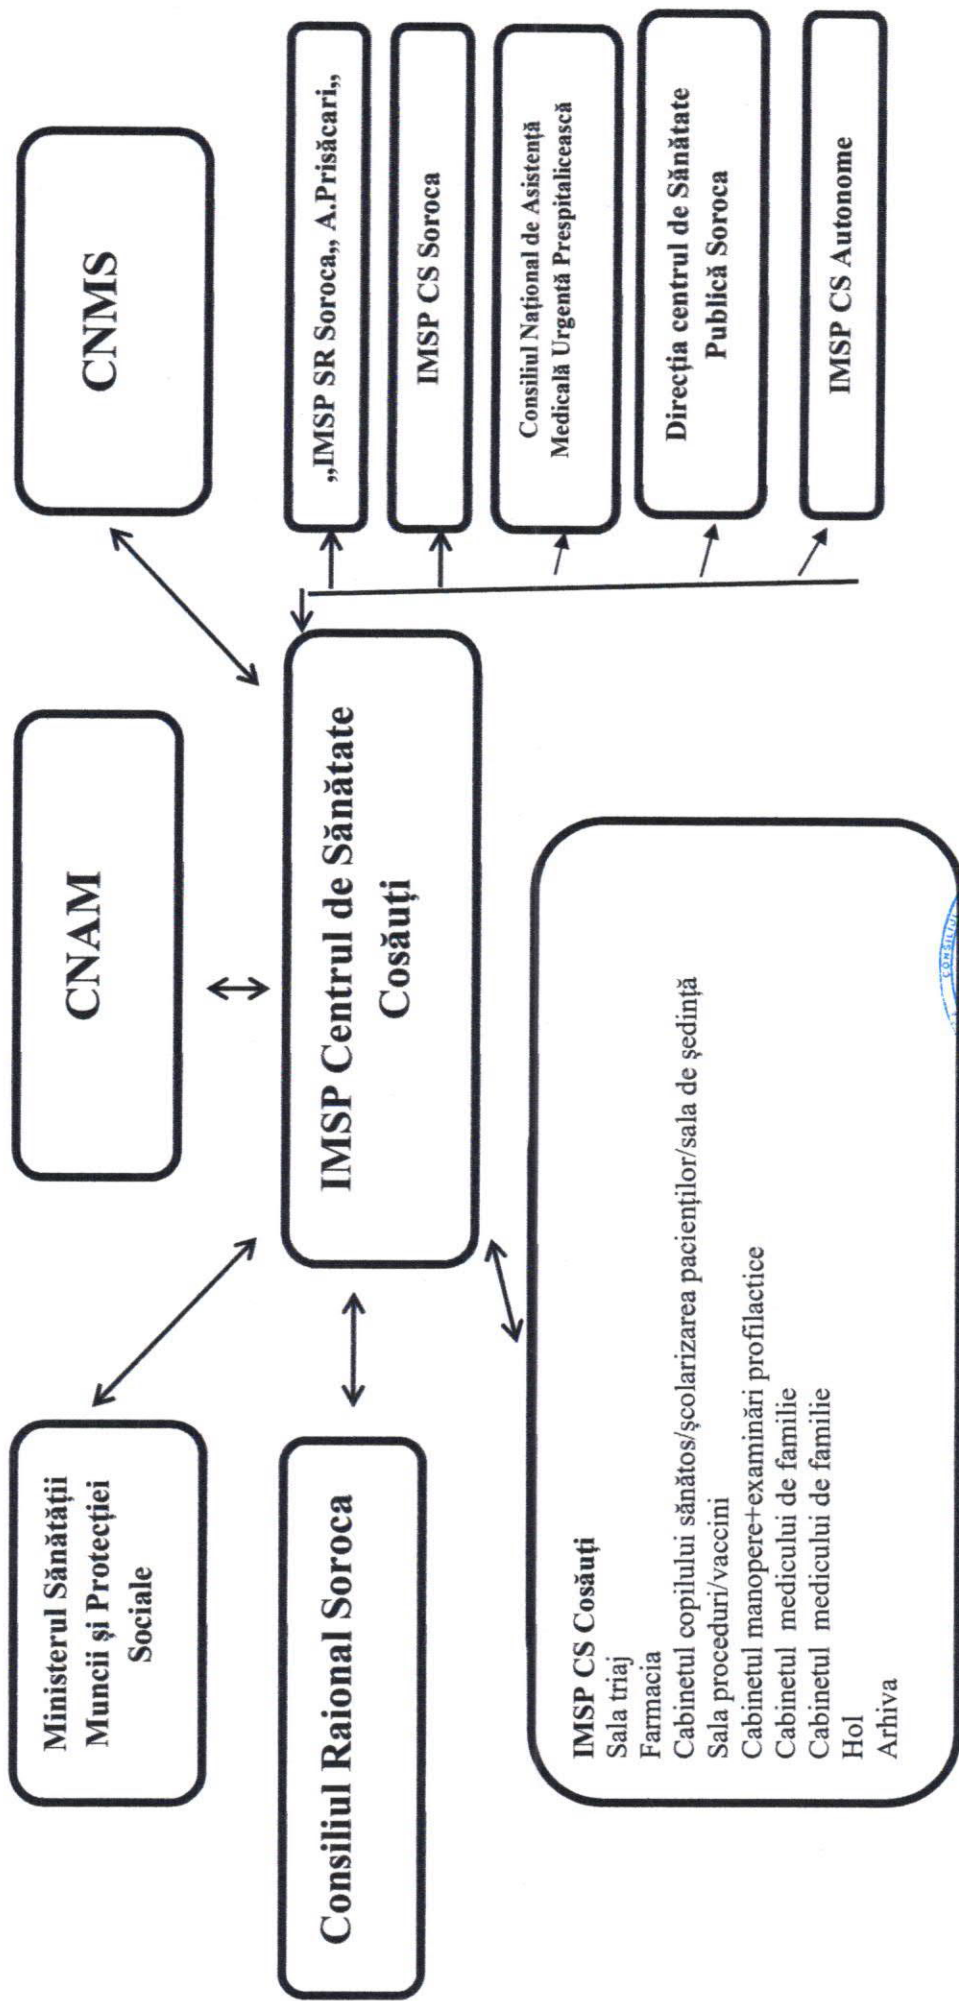 Ministerul Sănătății
Muncii și Protecției
Sociale
CNAM
CNMS
Consiliul Raional Soroca
IMSP Centrul de Sănătate
Cosăuți
„IMSP SR Soroca„ A.Prisăcari„
IMSP CS Soroca
Consiliul Național de Asistență
Medicală Urgentă Prespitalicească
Direcția centrul de Sănătate
Publică Soroca
IMSP CS Autonome
IMSP CS Cosăuți
Sala triaj
Farmacia
Cabinetul copilului sănătos/școlarizarea pacienților/sala de ședință
Sala proceduri/vaccini
Cabinetul manopere+examinări profilactice
Cabinetul medicului de familie
Cabinetul medicului de familie
Hol
Arhiva